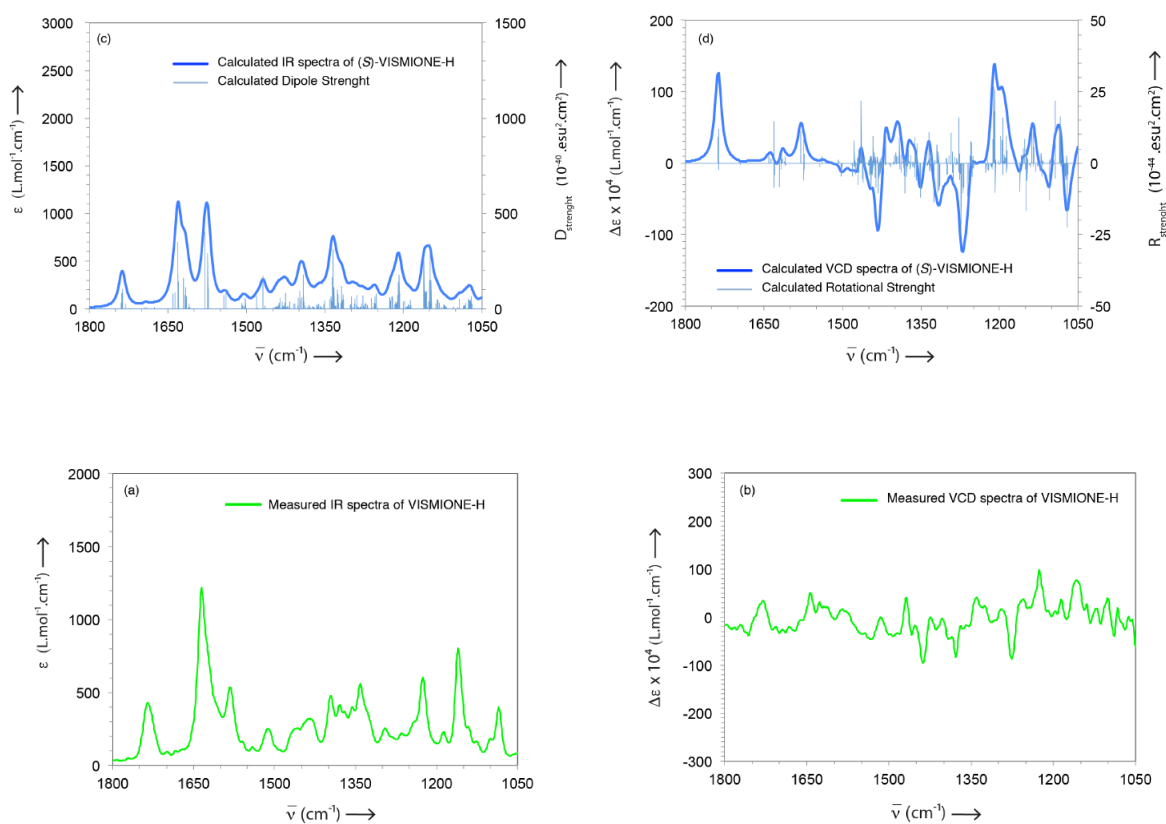 (c)
Calculated IR spectra of (S)-VISMIONE-H
Calculated Dipole Strenght
3000
2500
2000
1500
1000
500
0
1500
1000
500
0
ε (L.mol⁻¹.cm⁻¹)
D strenght (10⁻⁴⁰ .esu².cm²)
1800 1650 1500 1350 1200 1050
ν̅ (cm⁻¹)
(d)
200
100
0
-100
-200
50
25
0
-25
-50
Δε x 10⁴ (L.mol⁻¹.cm⁻¹)
R strenght (10⁻⁴⁴ .esu².cm²)
Calculated VCD spectra of (S)-VISMIONE-H
Calculated Rotational Strenght
1800 1650 1500 1350 1200 1050
ν̅ (cm⁻¹)
(a)
Measured IR spectra of VISMIONE-H
2000
1500
1000
500
0
ε (L.mol⁻¹.cm⁻¹)
1800 1650 1500 1350 1200 1050
ν̅ (cm⁻¹)
(b)
Measured VCD spectra of VISMIONE-H
300
200
100
0
-100
-200
-300
Δε x 10⁴ (L.mol⁻¹.cm⁻¹)
1800 1650 1500 1350 1200 1050
ν̅ (cm⁻¹)